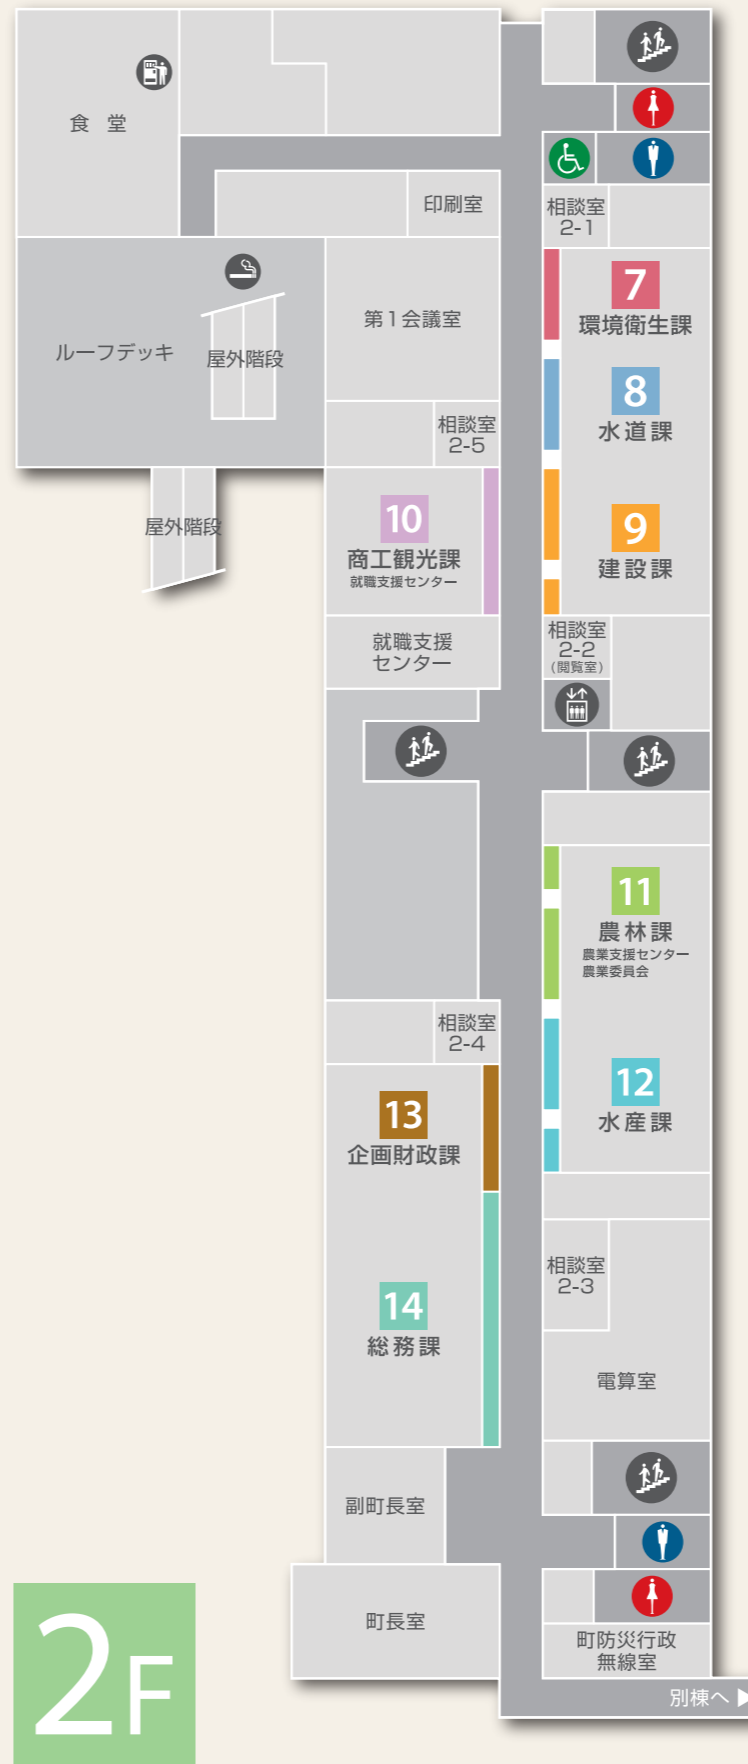 食 堂
印刷室
相談室
2-1
7
環境衛生課
第1会議室
ルーフデッキ
屋外階段
8
水道課
相談室
2-5
10
商工観光課
就職支援センター
9
建設課
屋外階段
就職支援
センター
相談室
2-2
(閲覧室)
11
農林課
農業支援センター
農業委員会
相談室
2-4
12
水産課
13
企画財政課
相談室
2-3
14
総務課
電算室
副町長室
町長室
町防災行政
無線室
別棟へ ▶
2F